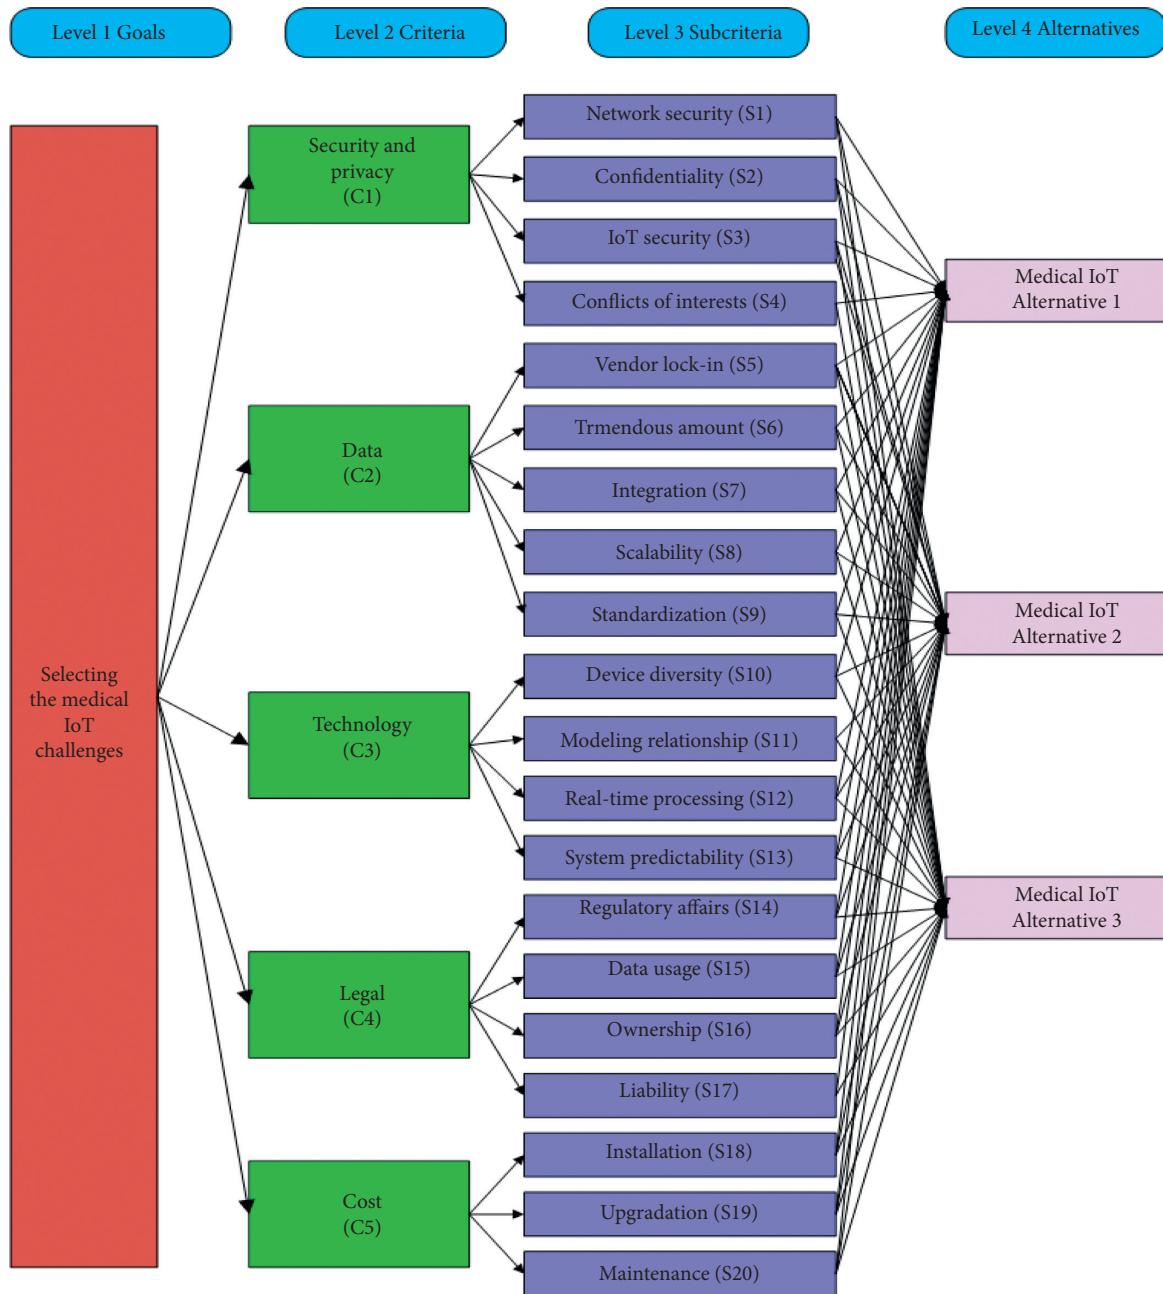 Level 1 Goals
Level 2 Criteria
Level 3 Subcriteria
Level 4 Alternatives
Selecting
the medical
IoT
challenges
Security and
privacy
(C1)
Data
(C2)
Technology
(C3)
Legal
(C4)
Cost
(C5)
Network security (S1)
Confidentiality (S2)
IoT security (S3)
Conflicts of interests (S4)
Vendor lock-in (S5)
Trmendous amount (S6)
Integration (S7)
Scalability (S8)
Standardization (S9)
Device diversity (S10)
Modeling relationship (S11)
Real-time processing (S12)
System predictability (S13)
Regulatory affairs (S14)
Data usage (S15)
Ownership (S16)
Liability (S17)
Installation (S18)
Upgradation (S19)
Maintenance (S20)
Medical IoT
Alternative 1
Medical IoT
Alternative 2
Medical IoT
Alternative 3